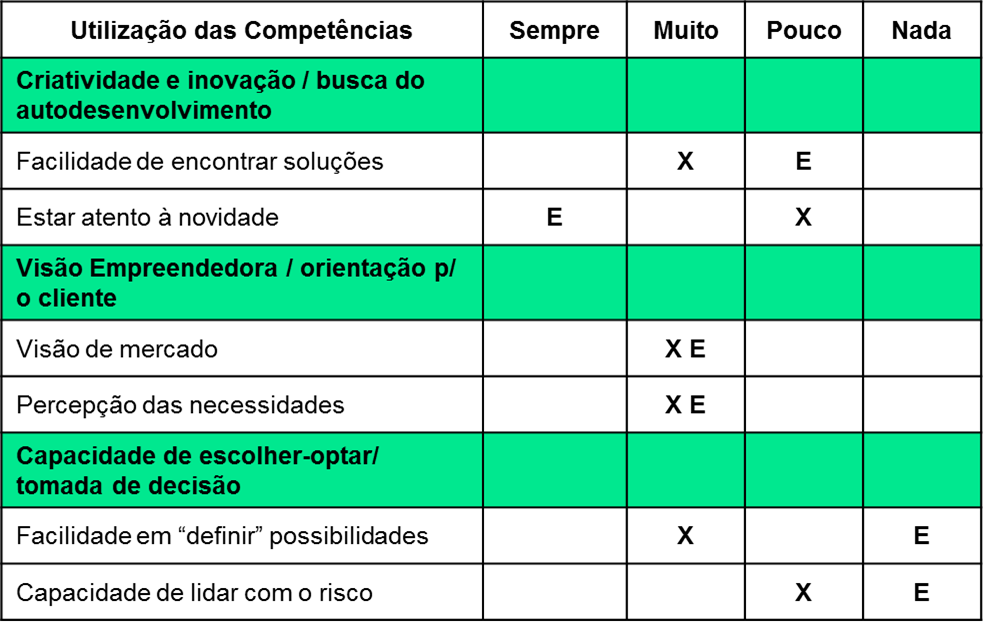 Utilização das Competências Sempre Muito Pouco Nada
Criatividade e inovação / busca do
autodesenvolvimento
Facilidade de encontrar soluções X E
Estar atento à novidade E X
Visão Empreendedora / orientação p/
o cliente
Visão de mercado X E
Percepção das necessidades X E
Capacidade de escolher-optar/
tomada de decisão
Facilidade em “definir” possibilidades X E
Capacidade de lidar com o risco X E